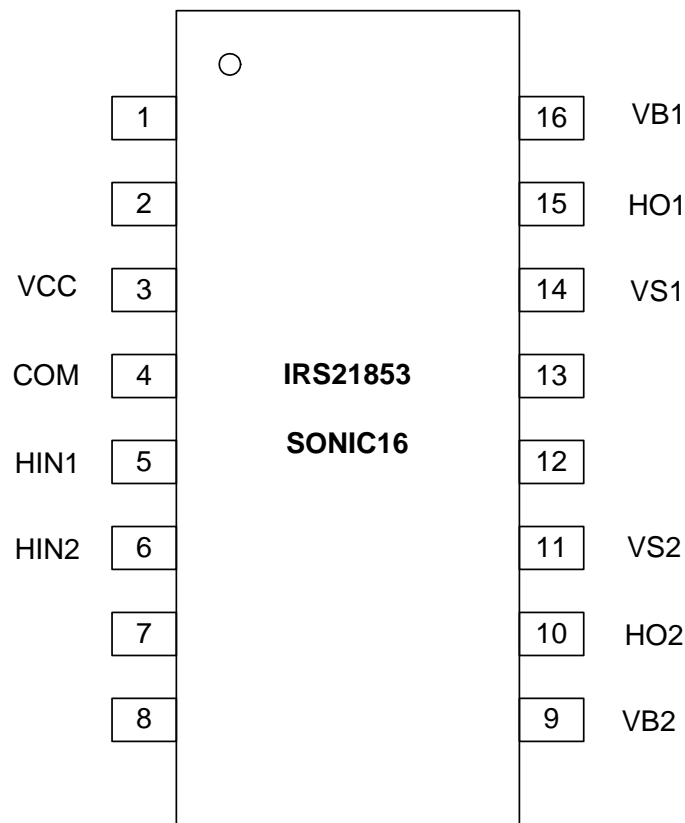 1 16 VB1
2 15 HO1
VCC 3 14 VS1
COM 4 IRS21853 13
SONIC16
HIN1 5 12
HIN2 6 11 VS2
7 10 HO2
8 9 VB2